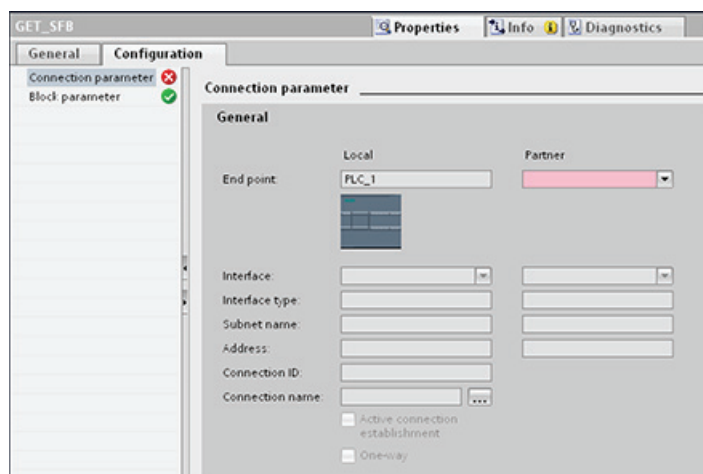 GET_SFB
Properties
Info
Diagnostics
General
Configuration
Connection parameter
Block parameter
Connection parameter
General
Local
Partner
End point:
PLC_1
Interface:
Interface type:
Subnet name:
Address:
Connection ID:
Connection name:
...
Active connection
establishment
One-way